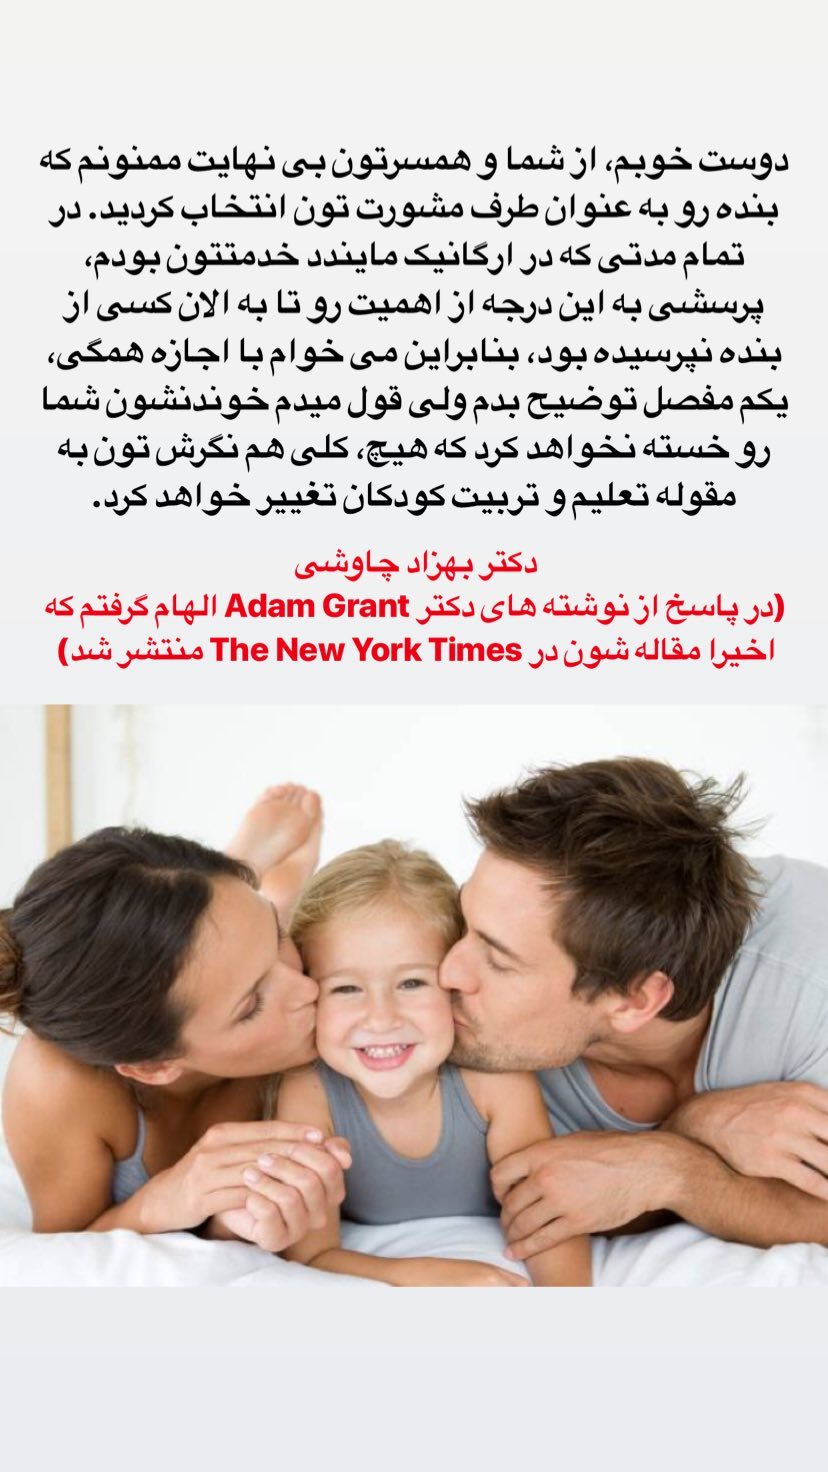 دوست خوبم، از شما و همسرتون بی نهایت ممنونم که
بنده رو به عنوان طرف مشورت تون انتخاب کردید. در
تمام مدتی که در ارگانیک مایندد خدمتتون بودم،
پرسشی به این درجه از اهمیت رو تا به الان کسی از
بنده نپرسیده بود، بنابراین می خوام با اجازه همگی،
یکم مفصل توضیح بدم ولی قول میدم خوندنشون شما
رو خسته نخواهد کرد که هیچ، کلی هم نگرش تون به
مقوله تعلیم و تربیت کودکان تغییر خواهد کرد.
دکتر بهزاد چاوشی
(در پاسخ از نوشته های دکتر Adam Grant الهام گرفتم که
اخیرا مقاله شون در The New York Times منتشر شد)